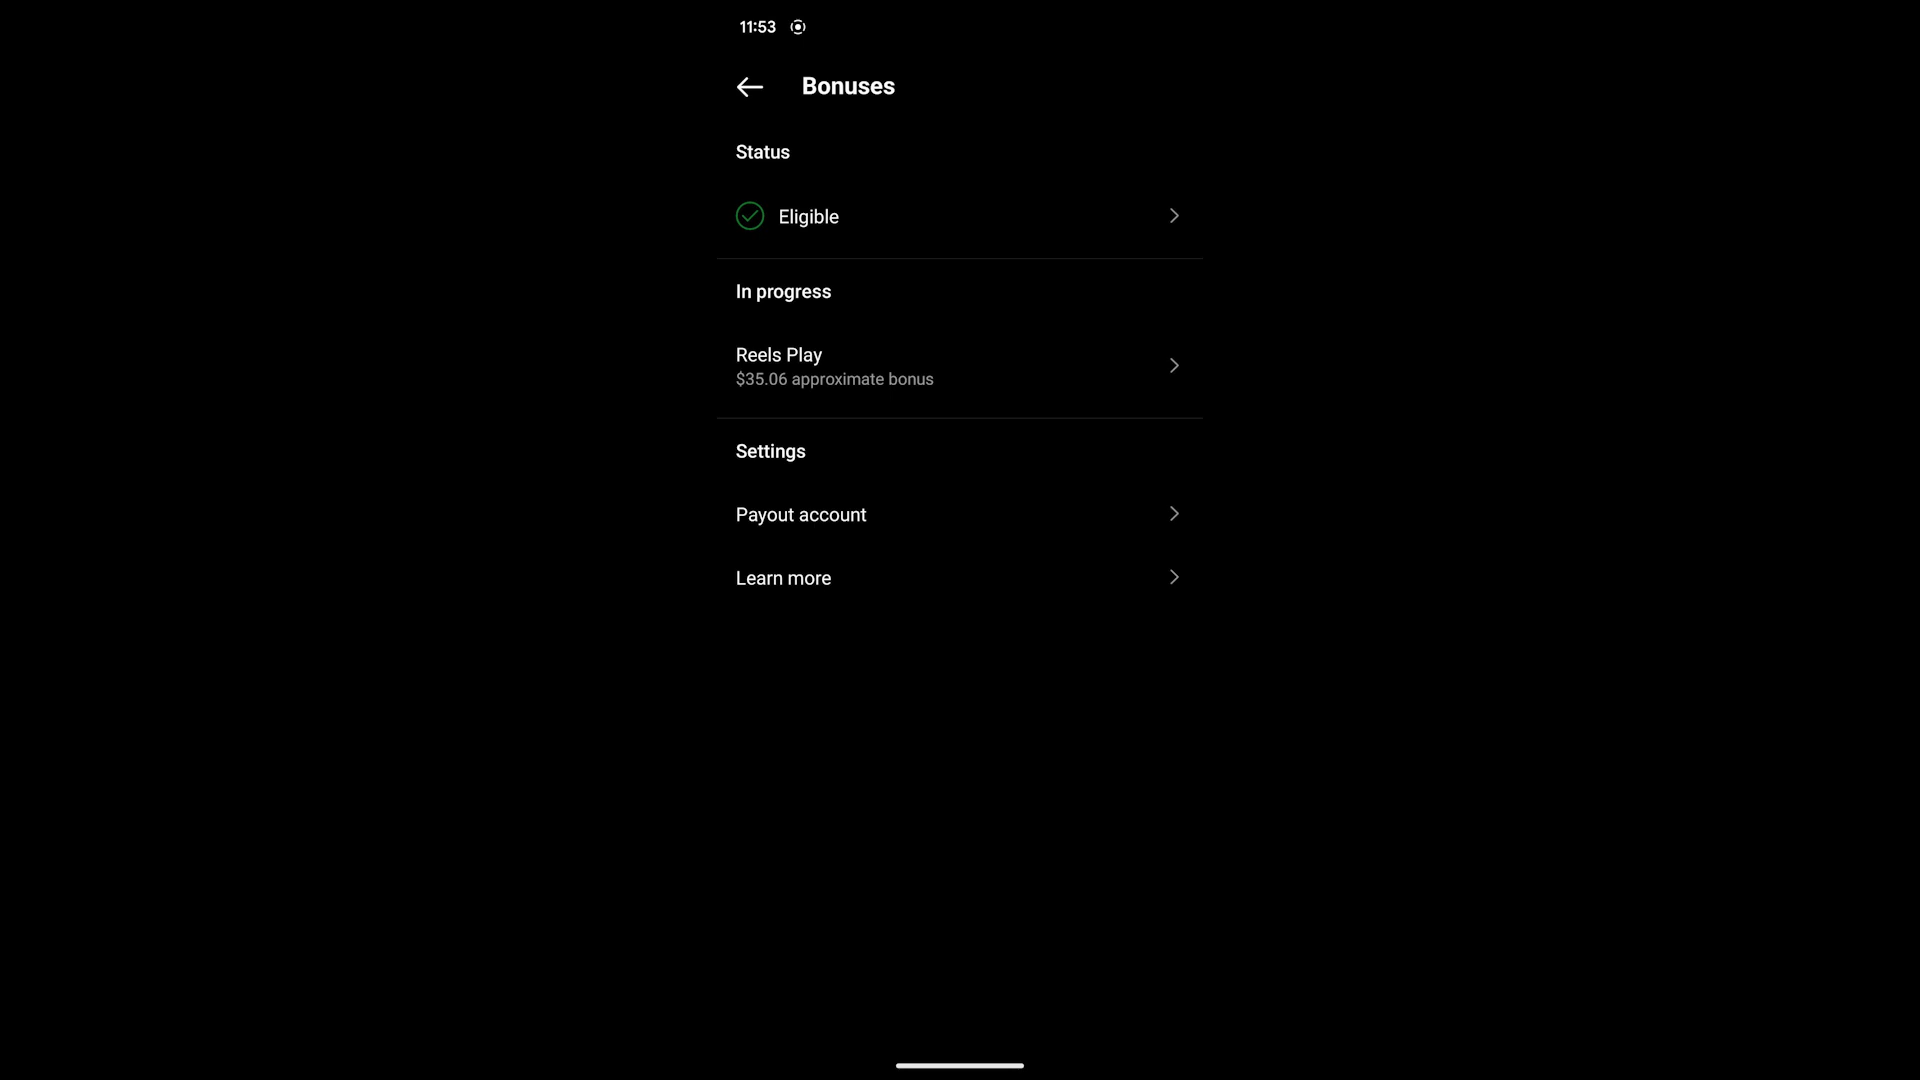 11:53
Bonuses
Status
Eligible
In progress
Reels Play
$35.06 approximate bonus
Settings
Payout account
Learn more